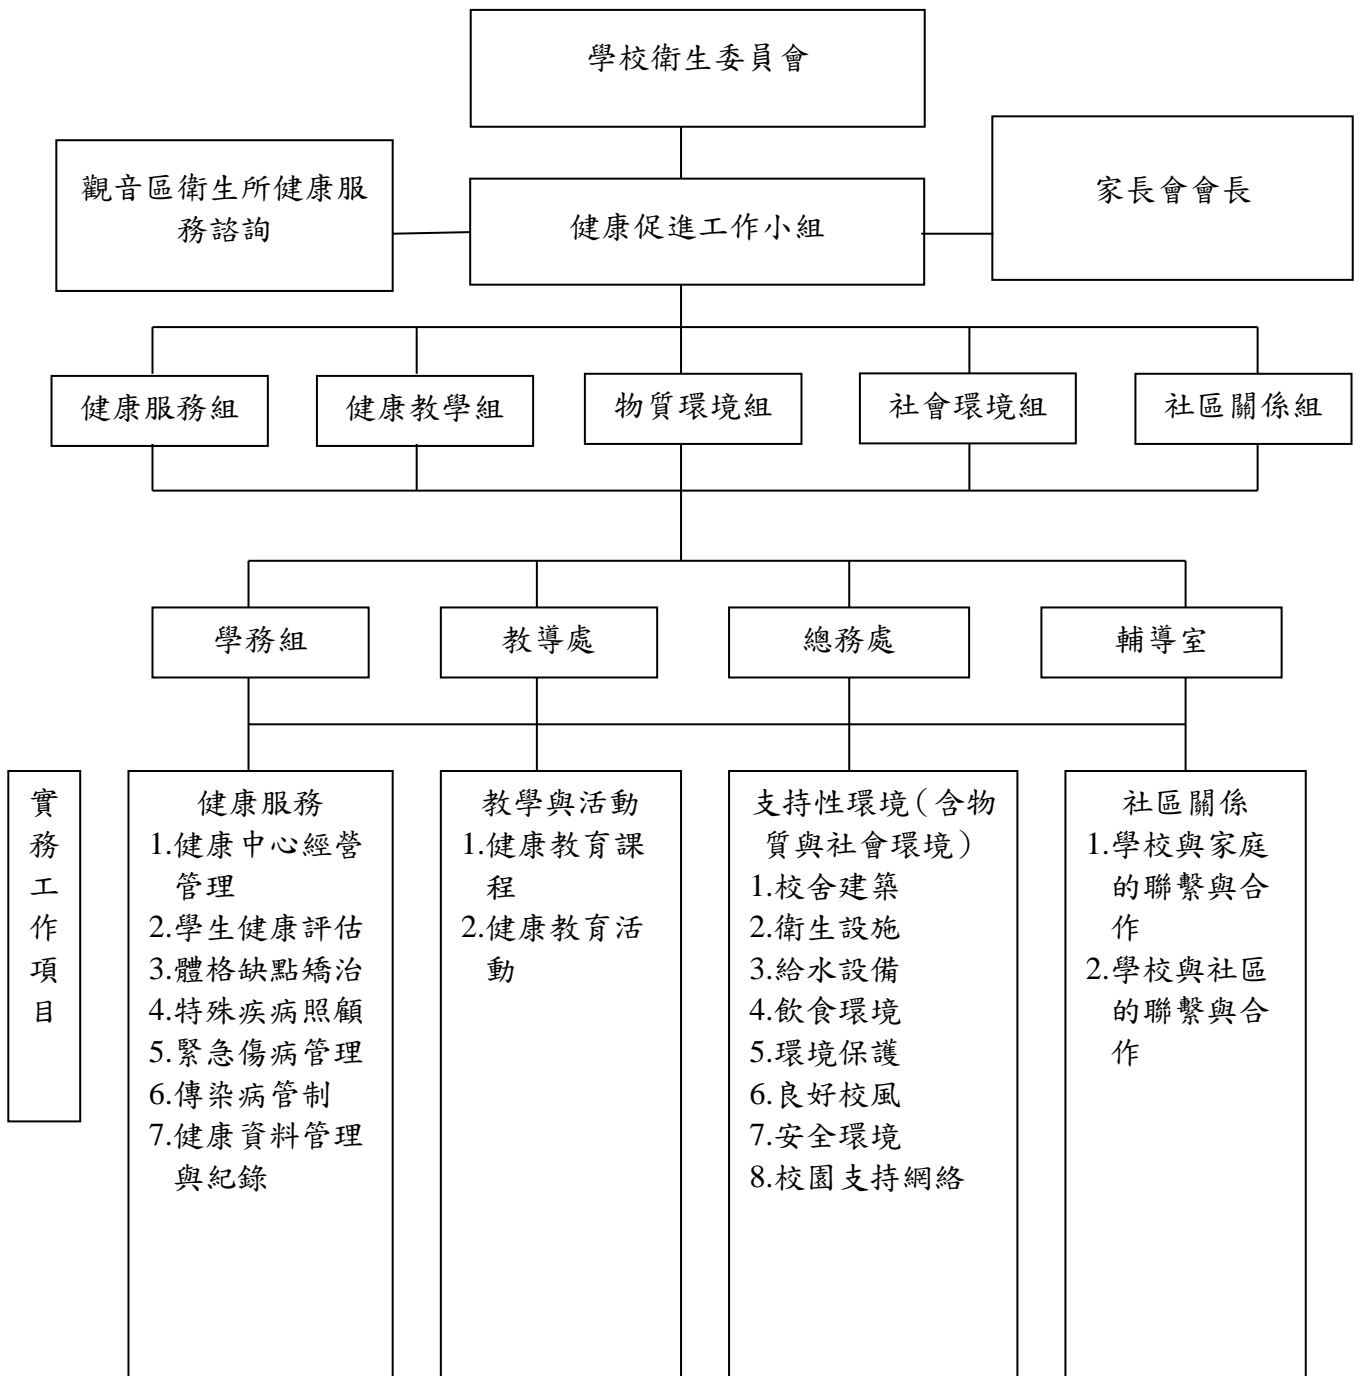 學校衛生委員會
觀音區衛生所健康服
務諮詢
健康促進工作小組
家長會會長
健康服務組
健康教學組
物質環境組
社會環境組
社區關係組
學務組
教導處
總務處
輔導室
實
務
工
作
項
目
健康服務
1.健康中心經營
管理
2.學生健康評估
3.體格缺點矯治
4.特殊疾病照顧
5.緊急傷病管理
6.傳染病管制
7.健康資料管理
與紀錄
教學與活動
1.健康教育課
程
2.健康教育活
動
支持性環境（含物
質與社會環境）
1.校舍建築
2.衛生設施
3.給水設備
4.飲食環境
5.環境保護
6.良好校風
7.安全環境
8.校園支持網絡
社區關係
1.學校與家庭
的聯繫與合
作
2.學校與社區
的聯繫與合
作